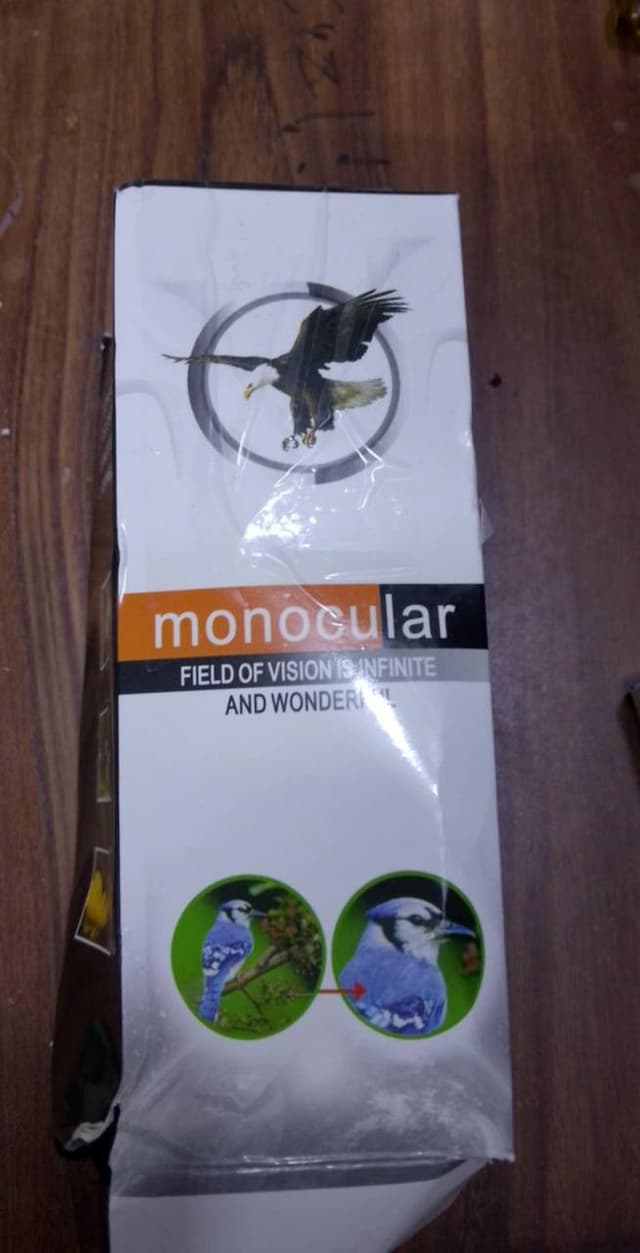 monocular
FIELD OF VISION IS INFINITE
AND WONDERFUL